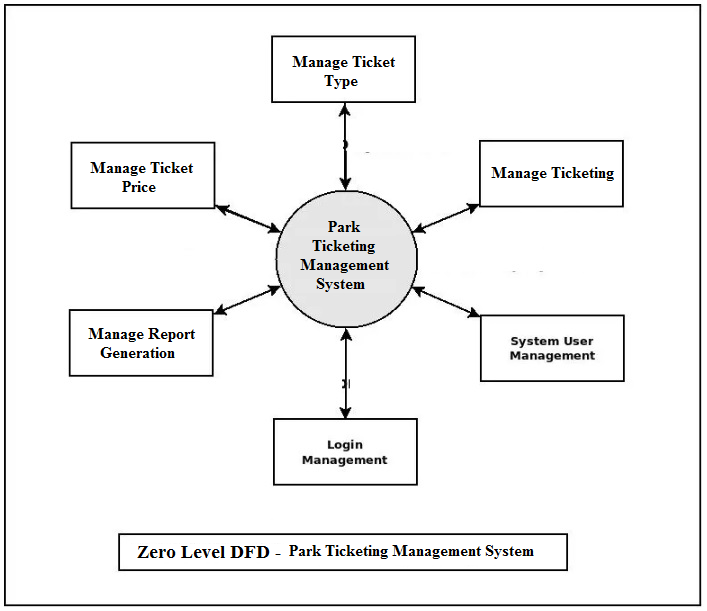 Manage Ticket
Type
Manage Ticket
Price
Manage Ticketing
Park
Ticketing
Management
System
Manage Report
Generation
System User
Management
Login
Management
Zero Level DFD - Park Ticketing Management System